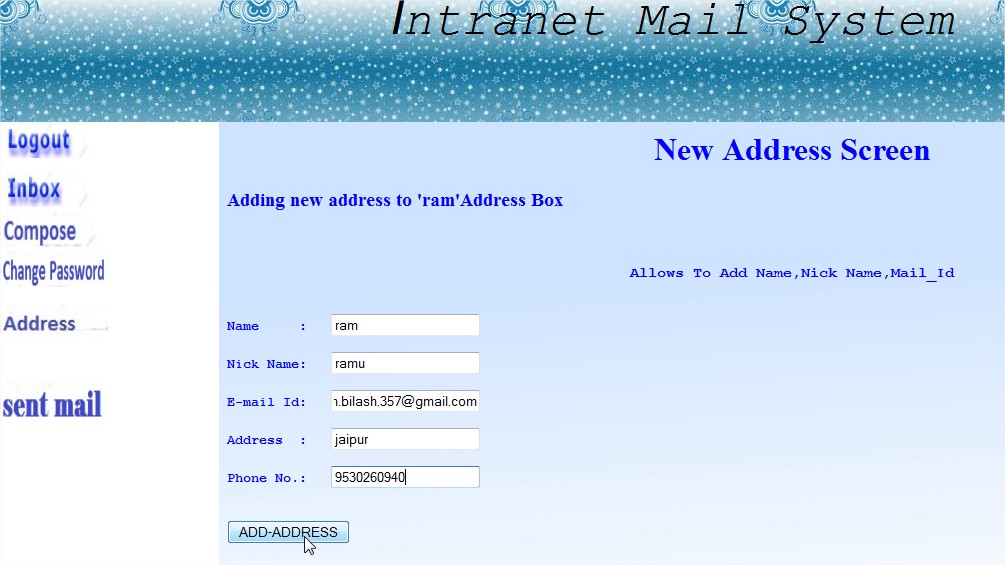 Intranet Mail System
Logout
Inbox
Compose
Change Password
Address
sent mail
New Address Screen
Adding new address to 'ram'Address Box
Allows To Add Name,Nick Name,Mail_Id
Name : ram
Nick Name: ramu
E-mail Id: .bilash.357@gmail.com
Address : jaipur
Phone No.: 9530260940
ADD-ADDRESS